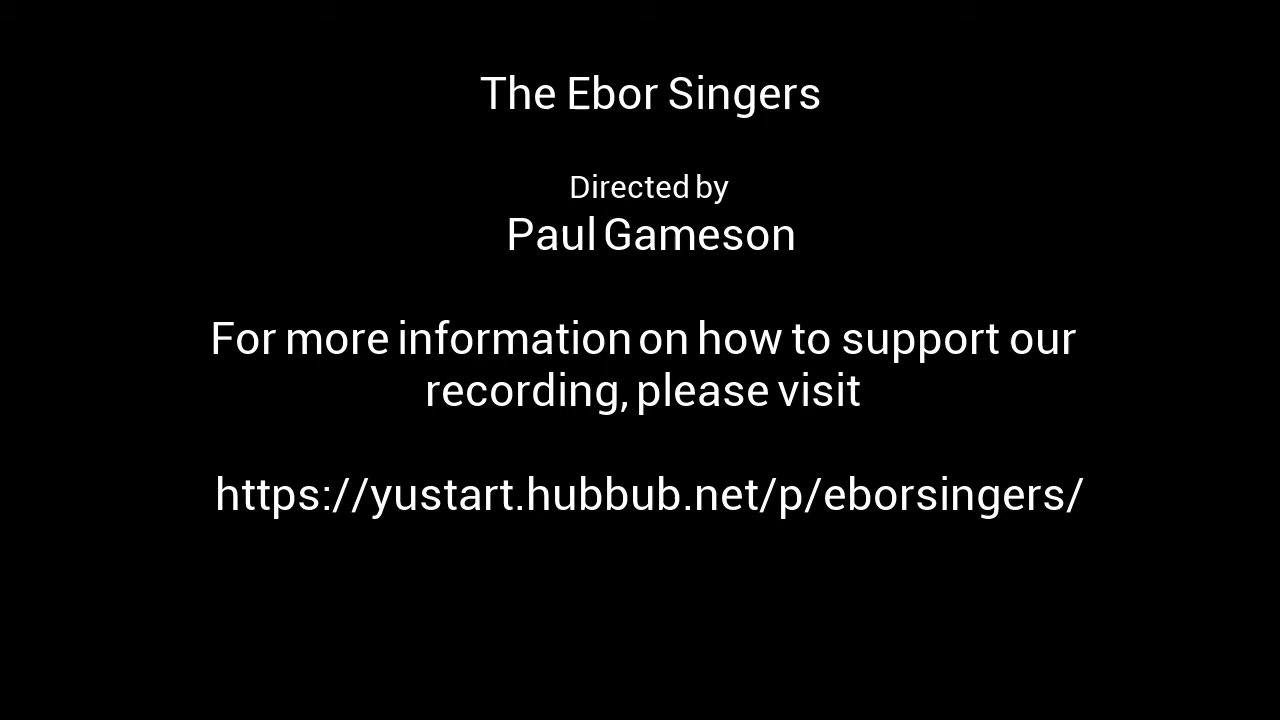 The Ebor Singers
Directed by
Paul Gameson
For more information on how to support our
recording, please visit
https://yustart.hubbub.net/p/eborsingers/